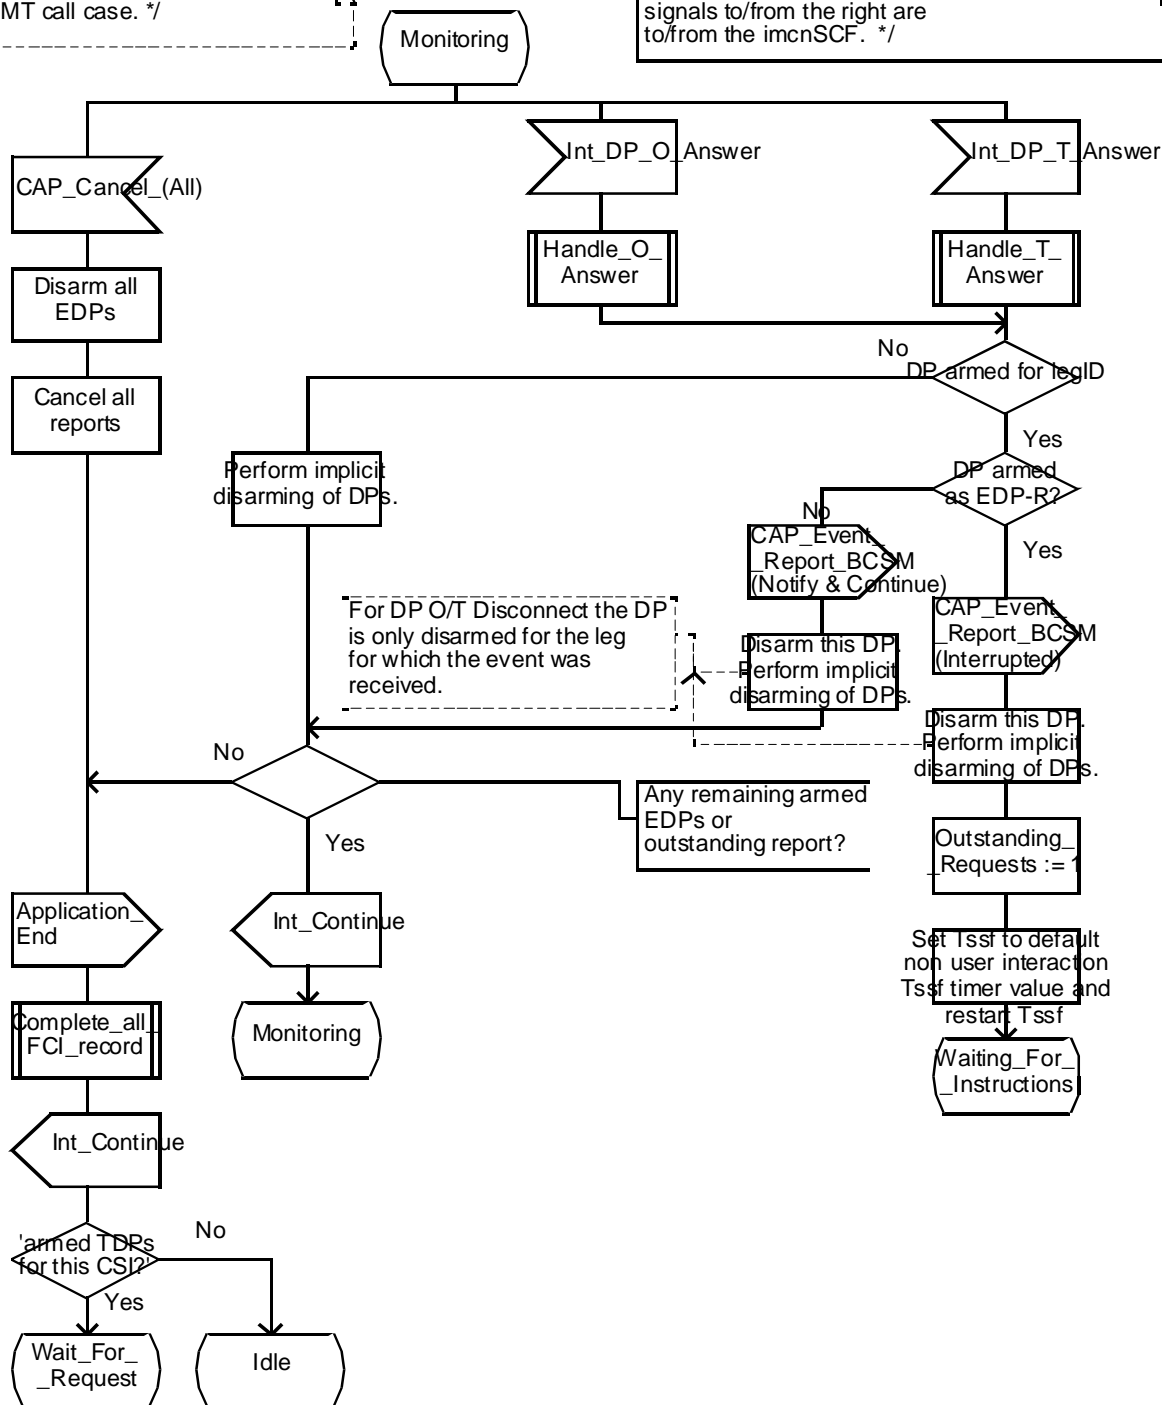 MT call case. */
signals to/from the right are
to/from the imcnSCF. */
Monitoring
CAP_Cancel_(All)
Int_DP_O_Answer
Int_DP_T_Answer
Handle_O_
Answer
Handle_T_
Answer
Disarm all
EDPs
Cancel all
reports
No
DP armed for legID
Yes
Perform implicit
disarming of DPs.
DP armed
as EDP-R?
No
Yes
CAP_Event_
_Report_BCSM
(Notify & Continue)
CAP_Event_
_Report_BCSM
(Interrupted)
For DP O/T Disconnect the DP
is only disarmed for the leg
for which the event was
received.
Disarm this DP.
Perform implicit
disarming of DPs.
Disarm this DP.
Perform implicit
disarming of DPs.
No
Any remaining armed
EDPs or
outstanding report?
Yes
Outstanding_
_Requests := 1
Application_
End
Int_Continue
Set Tssf to default
non user interaction
Tssf timer value and
restart Tssf
Complete_all_
FCI_record
Monitoring
Waiting_For_
_Instructions
Int_Continue
'armed TDPs
for this CSI?'
No
Yes
Wait_For_
_Request
Idle